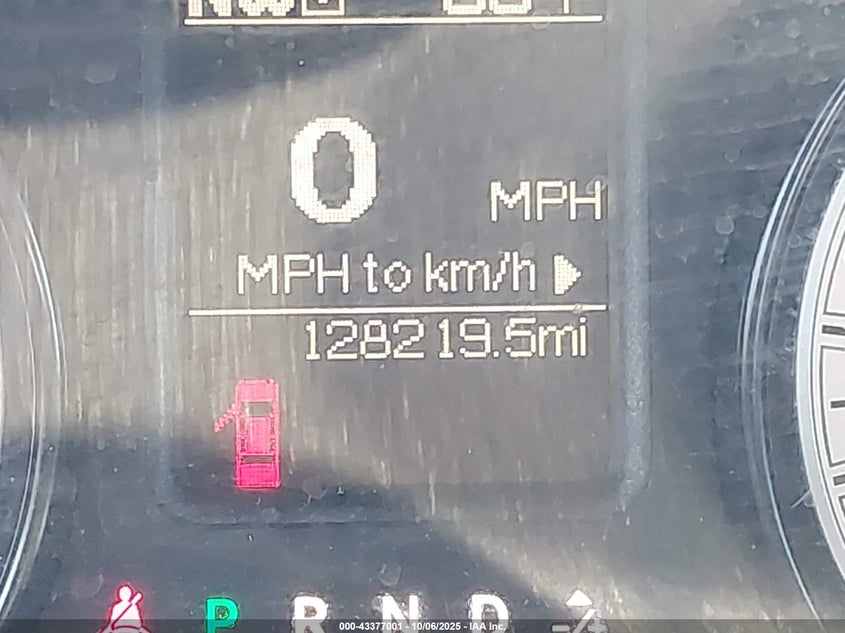 0
MPH
MPH to km/h
128219.5mi
P R N D
000-43377001 - 10/06/2025 - IAA Inc.